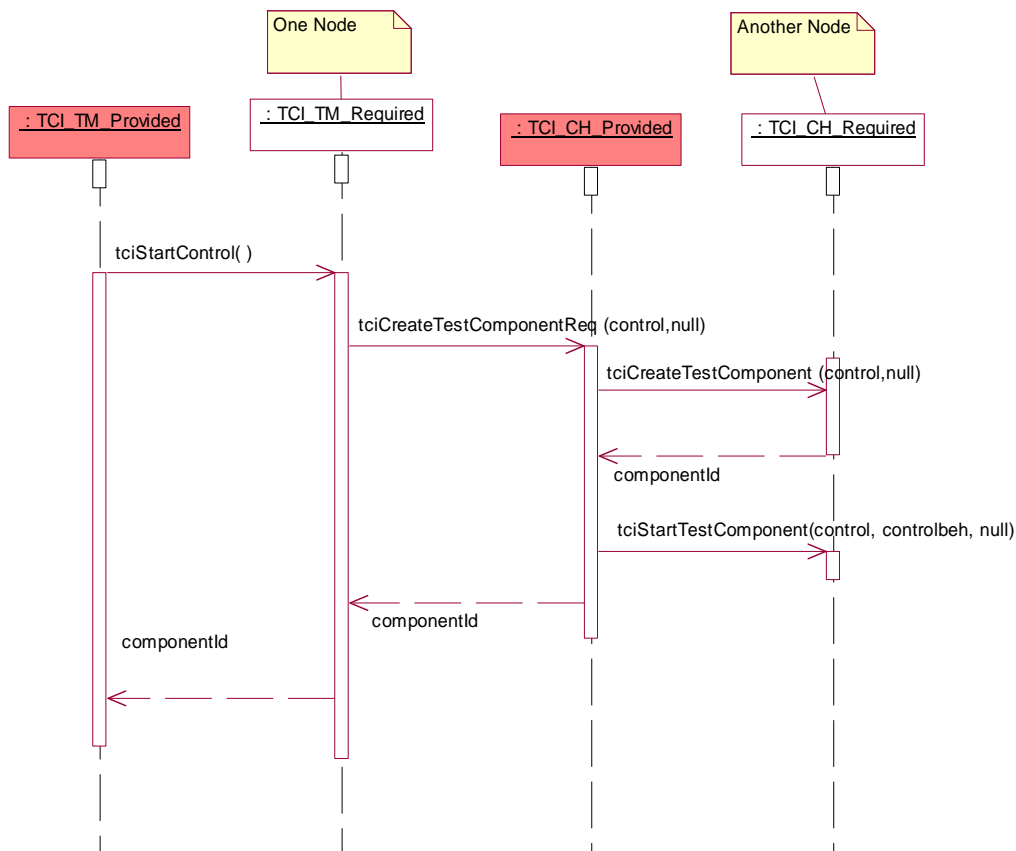 One Node
Another Node
: TCI_TM_Provided
: TCI_TM_Required
: TCI_CH_Provided
: TCI_CH_Required
tciStartControl( )
tciCreateTestComponentReq (control,null)
tciCreateTestComponent (control,null)
componentId
tciStartTestComponent(control, controlbeh, null)
componentId
componentId